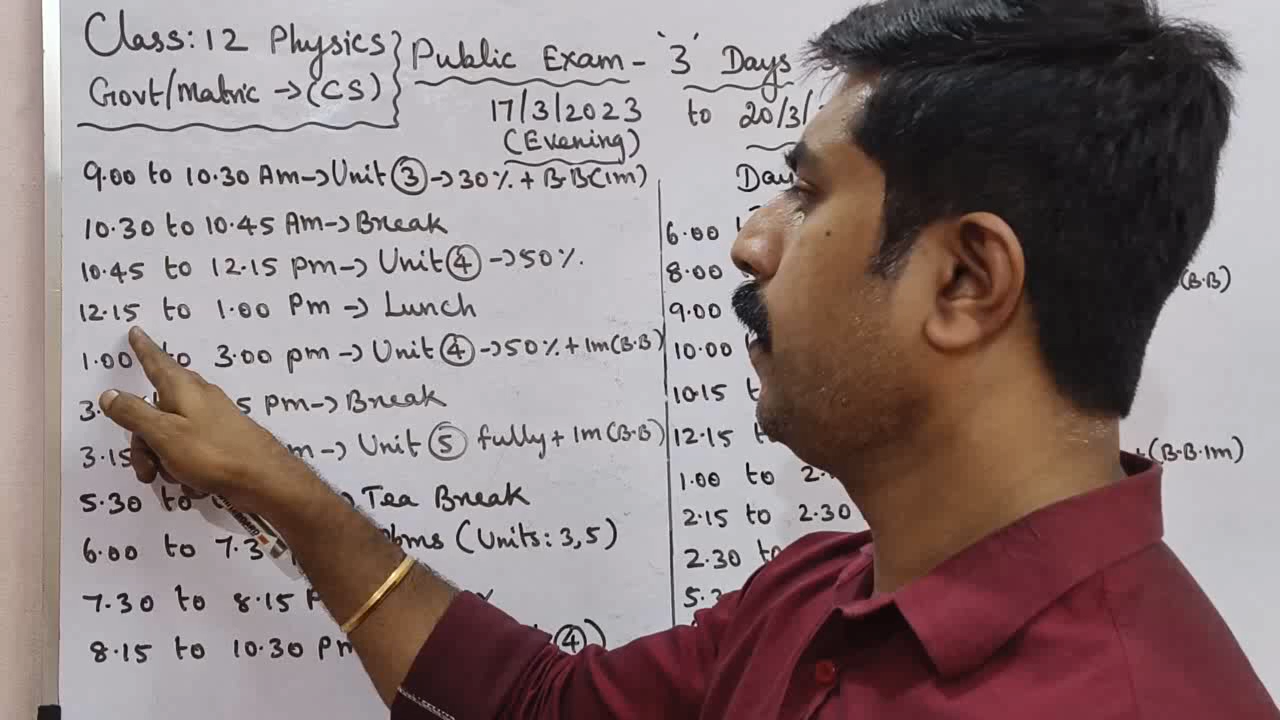 Class: 12 Physics
Govt/Matric → (CS)
Public Exam - '3' Days
17/3/2023 to 20/3/
(Evening)
9.00 to 10.30 Am → Unit ③ → 30% + B.B(1m)
10.30 to 10.45 Am → Break
10.45 to 12.15 pm → Unit ④ → 50%.
12.15 to 1.00 Pm → Lunch
1.00 to 3.00 pm → Unit ④ → 50% + 1m(B.B)
3. 5 pm → Break
3.15 m → Unit ⑤ fully + 1m(B.B)
5.30 to → Tea Break
6.00 to 7.3 (Units: 3,5)
7.30 to 8.15 P
8.15 to 10.30 Pm ④)
Day
6.00
8.00 (B.B)
9.00
10.00
10.15 to
12.15 to + (B.B.1m)
1.00 to 2.
2.15 to 2.30
2.30 to
5.3